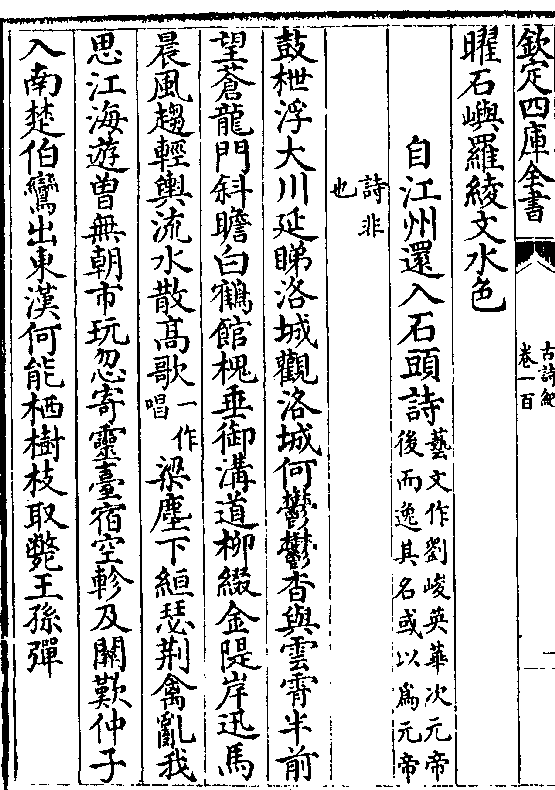 欽定四庫全書
古詩紀
卷一百
一
曜石嶼羅綾文水色
自江州還入石頭詩藝文作劉峻英華次元帝
後而逸其名或以為元帝
詩非
也
鼓枻浮大川延睇洛城觀洛城何鬱鬱杳與雲霄半前
望蒼龍門斜瞻白鶴館槐垂御溝道柳綴金隄岸迅馬
晨風趨輕輿流水散高歌一作
唱梁塵下絙瑟荆禽亂我
思江海遊曽無朝市玩忽寄靈臺宿空軫及關歎仲子
入南楚伯鸞出東漢何能栖樹枝取斃王孫彈